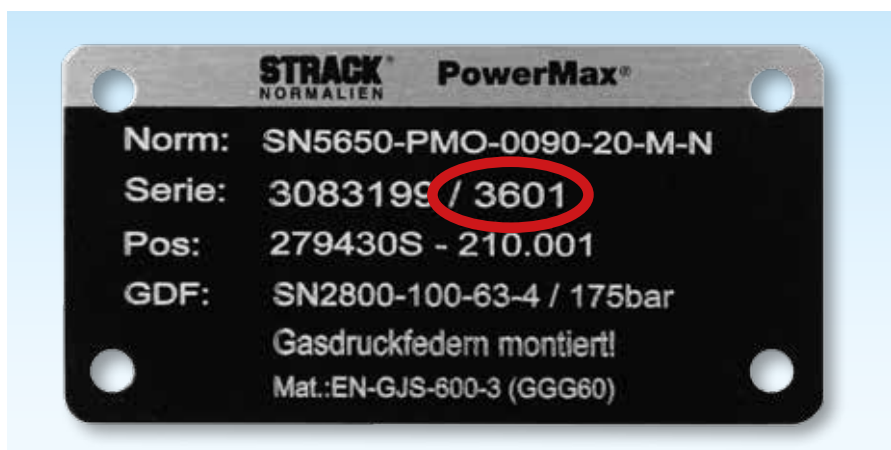 STRACK® PowerMax®
NORMALIEN
Norm: SN5650-PMO-0090-20-M-N
Serie: 3083199 / 3601
Pos: 279430S - 210.001
GDF: SN2800-100-63-4 / 175bar
Gasdruckfedern montiert!
Mat.:EN-GJS-600-3 (GGG60)